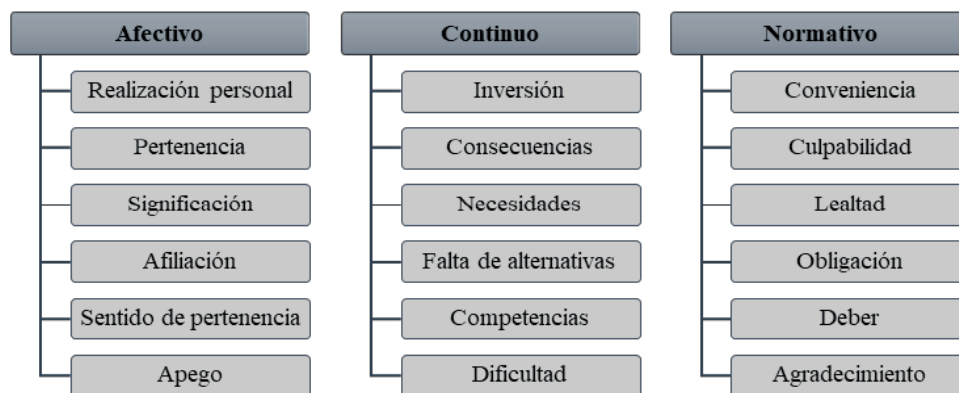 Afectivo
Realización personal
Pertenencia
Significación
Afiliación
Sentido de pertenencia
Apego
Continuo
Inversión
Consecuencias
Necesidades
Falta de alternativas
Competencias
Dificultad
Normativo
Conveniencia
Culpabilidad
Lealtad
Obligación
Deber
Agradecimiento